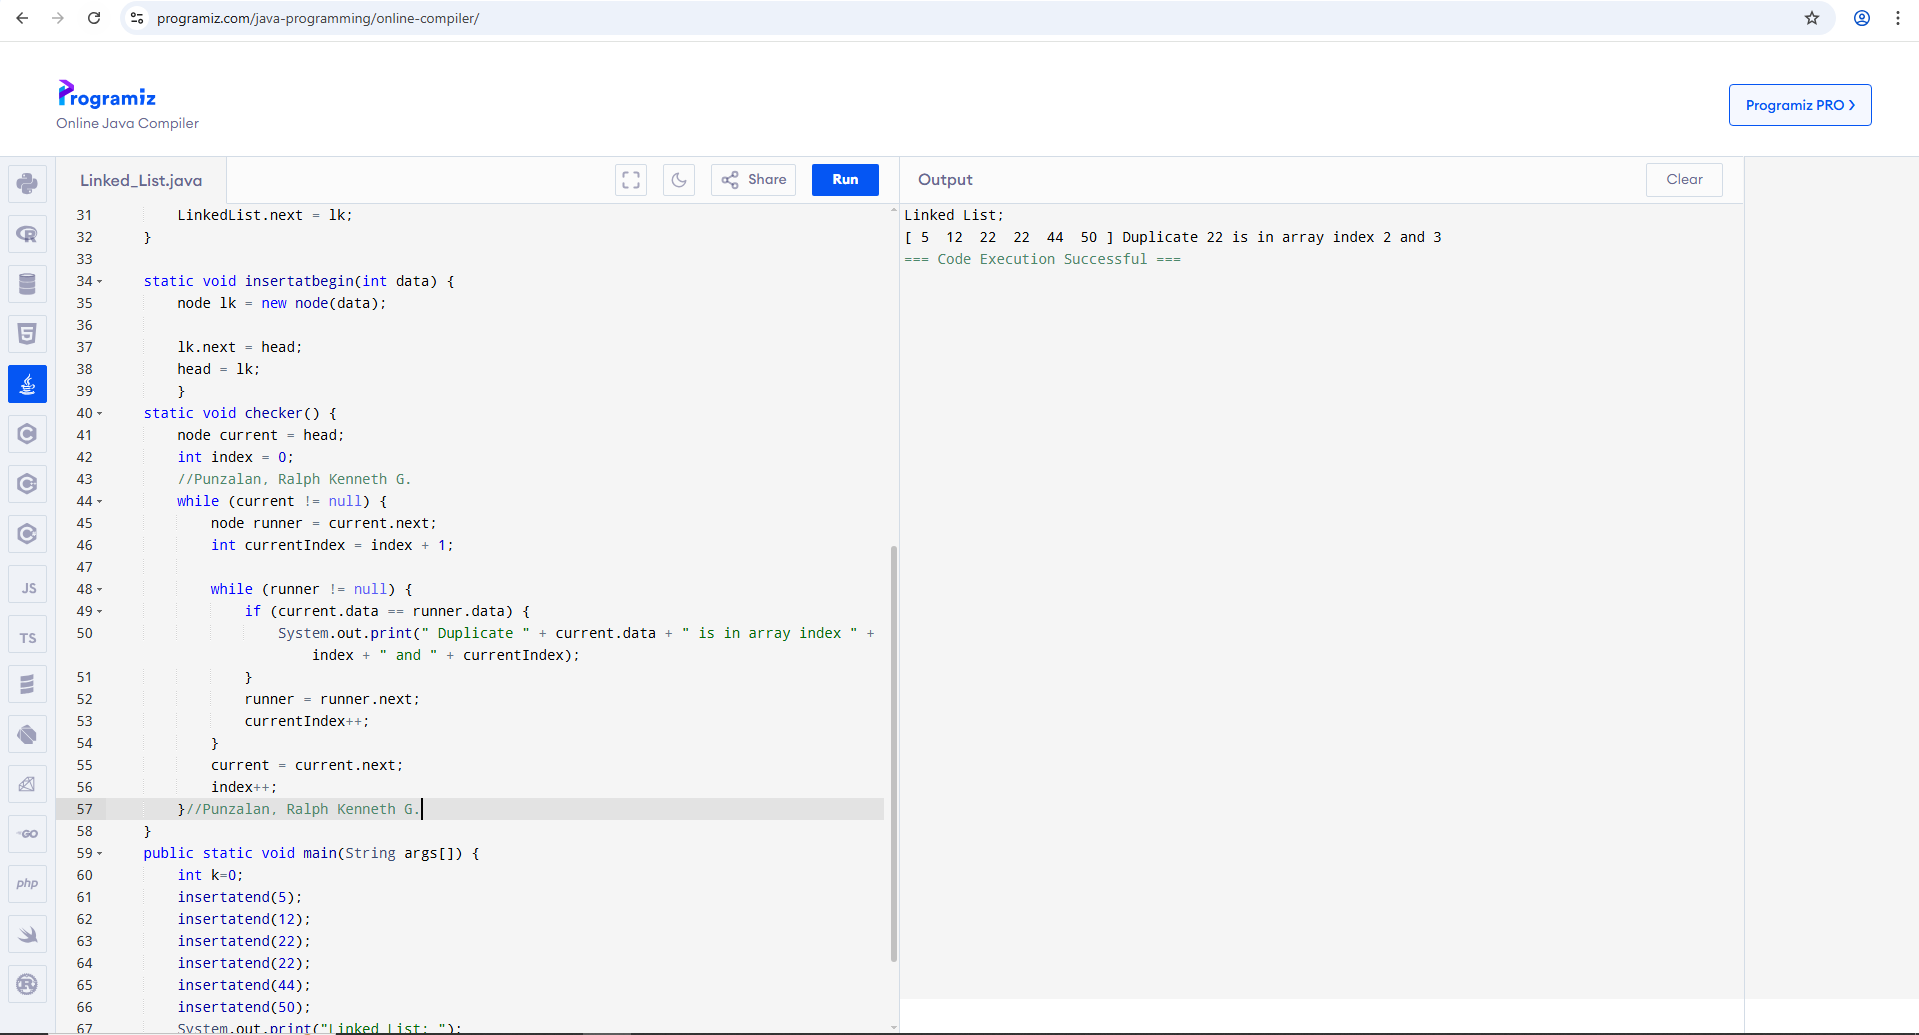 programiz.com/java-programming/online-compiler/
Programiz
Online Java Compiler
Programiz PRO
Linked_List.java
Share
Run
31 LinkedList.next = lk;
32 }
33
34 static void insertatbegin(int data) {
35 node lk = new node(data);
36
37 lk.next = head;
38 head = lk;
39 }
40 static void checker() {
41 node current = head;
42 int index = 0;
43 //Punzalan, Ralph Kenneth G.
44 while (current != null) {
45 node runner = current.next;
46 int currentIndex = index + 1;
47
48 while (runner != null) {
49 if (current.data == runner.data) {
50 System.out.print(" Duplicate " + current.data + " is in array index " +
index + " and " + currentIndex);
51 }
52 runner = runner.next;
53 currentIndex++;
54 }
55 current = current.next;
56 index++;
57 }//Punzalan, Ralph Kenneth G.
58 }
59 public static void main(String args[]) {
60 int k=0;
61 insertatend(5);
62 insertatend(12);
63 insertatend(22);
64 insertatend(22);
65 insertatend(44);
66 insertatend(50);
67 System.out.print("Linked List: ");
Output
Clear
Linked List;
[ 5 12 22 22 44 50 ] Duplicate 22 is in array index 2 and 3
=== Code Execution Successful ===
JS
TS
GO
php